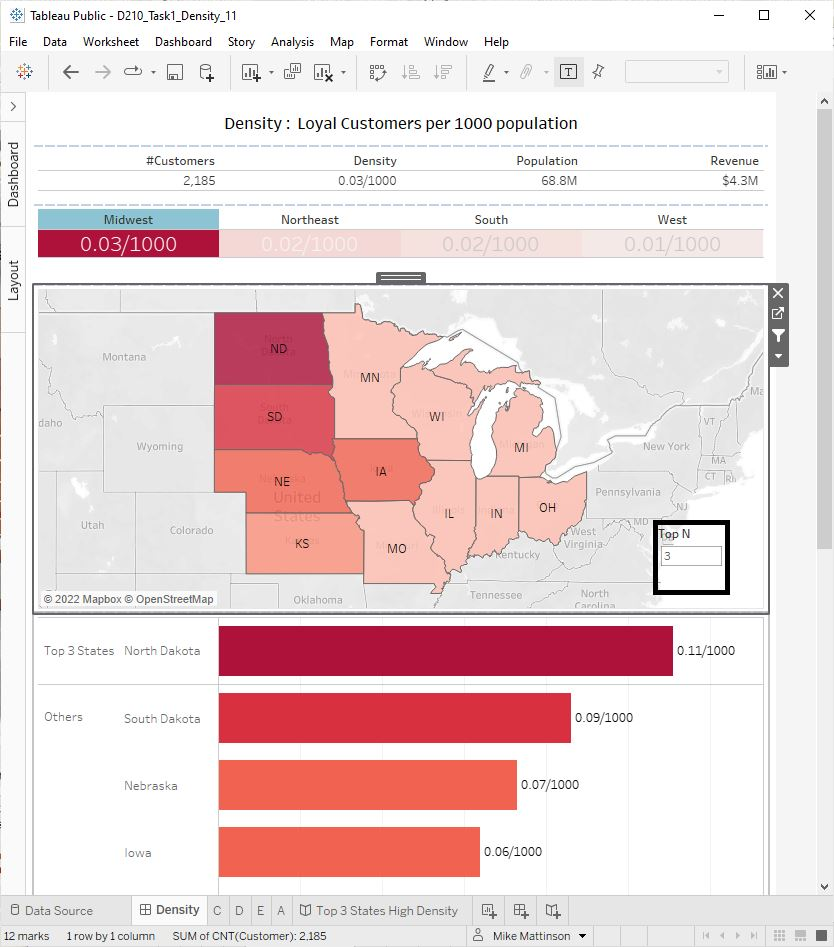 Tableau Public - D210_Task1_Density_11
File Data Worksheet Dashboard Story Analysis Map Format Window Help
Dashboard
Layout
Density : Loyal Customers per 1000 population
#Customers Density Population Revenue
2,185 0.03/1000 68.8M $4.3M
Midwest Northeast South West
0.03/1000 0.02/1000 0.02/1000 0.01/1000
North
ND
Montana
MN
South
SD
WI
VT
Wyoming
MI
New York
MA
IA
CT
NE
United
States
Pennsylvania
NJ
Utah
Colorado
KS
MO
IL
IN
OH
MD
West
Virginia
Kentucky
Top N
3
Oklahoma
Tennessee
North
Carolina
© 2022 Mapbox © OpenStreetMap
Top 3 States North Dakota 0.11/1000
Others South Dakota 0.09/1000
Nebraska 0.07/1000
Iowa 0.06/1000
Data Source Density C D E A Top 3 States High Density
12 marks 1 row by 1 column SUM of CNT(Customer): 2,185 Mike Mattinson